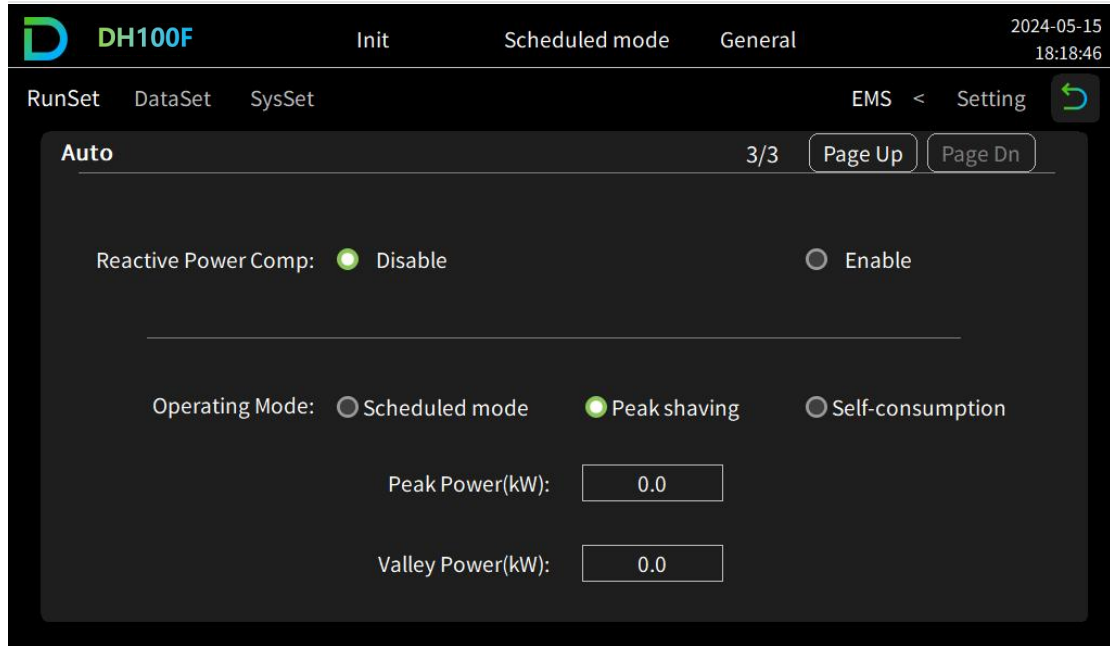 DH100F Init Scheduled mode General 2024-05-15
18:18:46
RunSet DataSet SysSet EMS < Setting
Auto 3/3 Page Up Page Dn
Reactive Power Comp: Disable Enable
Operating Mode: Scheduled mode Peak shaving Self-consumption
Peak Power(kW): 0.0
Valley Power(kW): 0.0